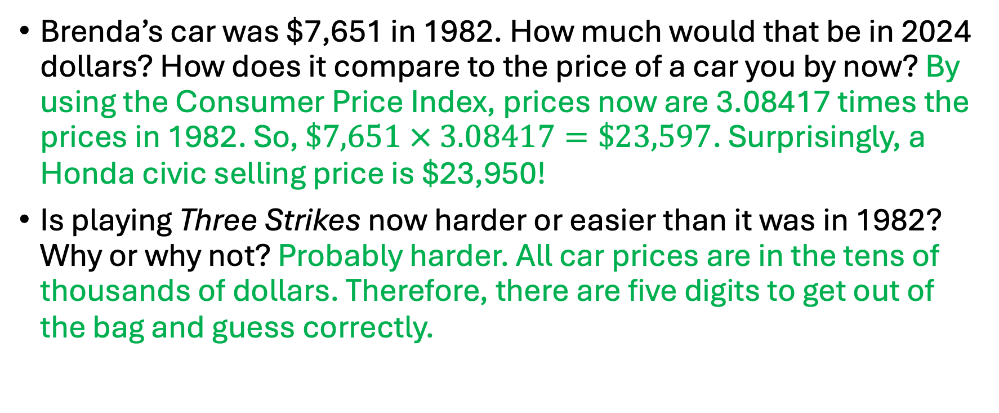 • Brenda’s car was $7,651 in 1982. How much would that be in 2024
dollars? How does it compare to the price of a car you by now? By
using the Consumer Price Index, prices now are 3.08417 times the
prices in 1982. So, $7,651 × 3.08417 = $23,597. Surprisingly, a
Honda civic selling price is $23,950!
• Is playing Three Strikes now harder or easier than it was in 1982?
Why or why not? Probably harder. All car prices are in the tens of
thousands of dollars. Therefore, there are five digits to get out of
the bag and guess correctly.